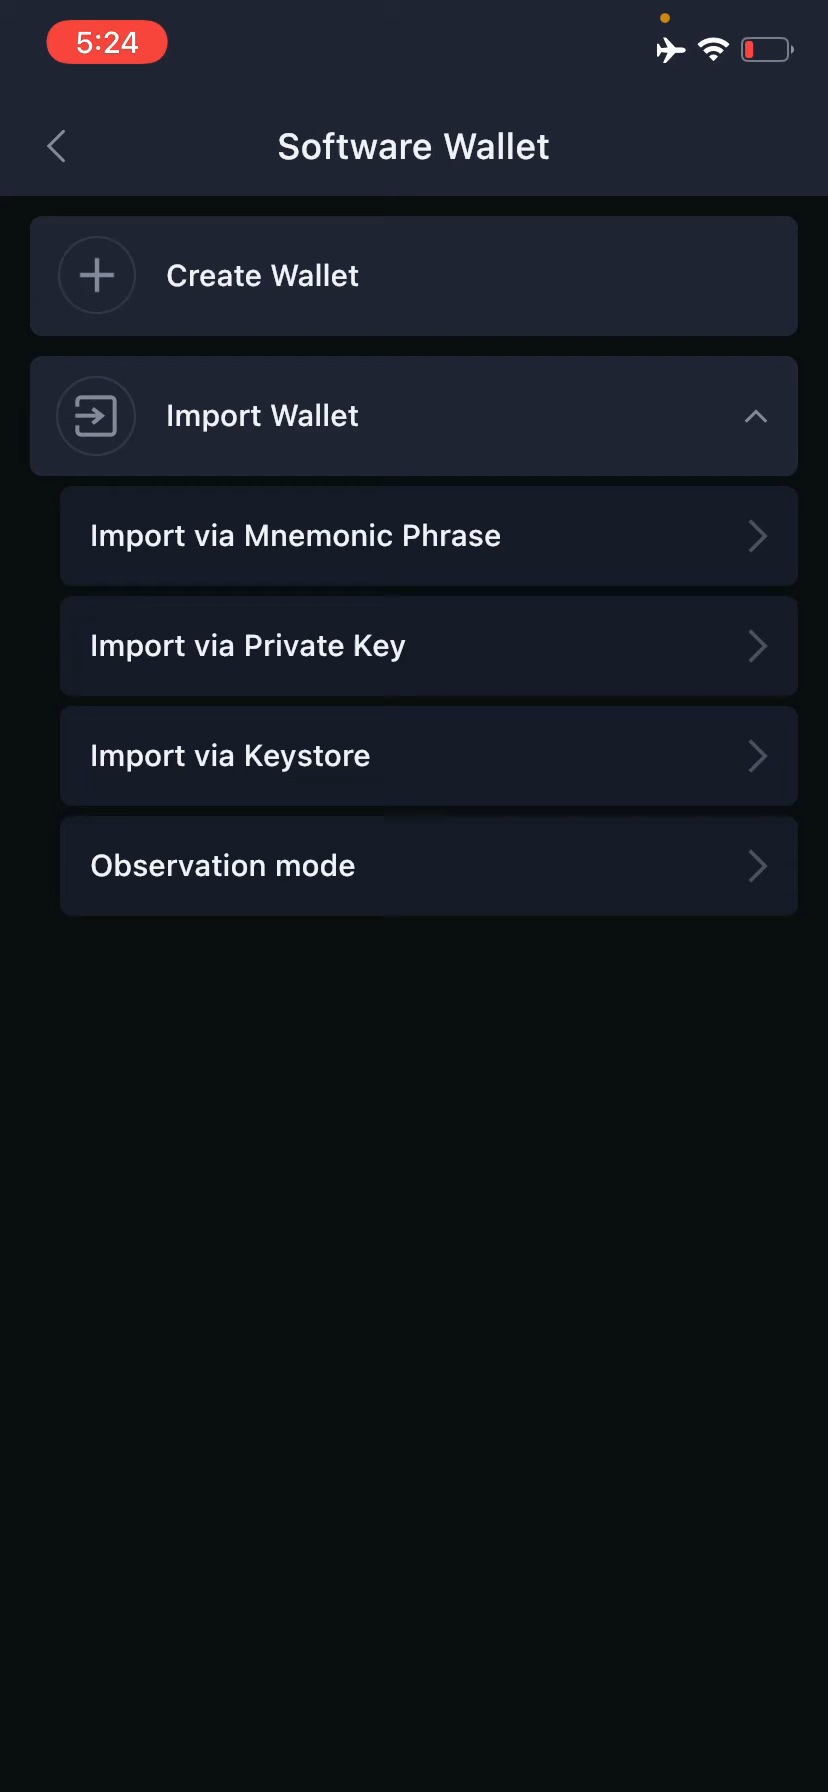 5:24
Software Wallet
Create Wallet
Import Wallet
Import via Mnemonic Phrase
Import via Private Key
Import via Keystore
Observation mode